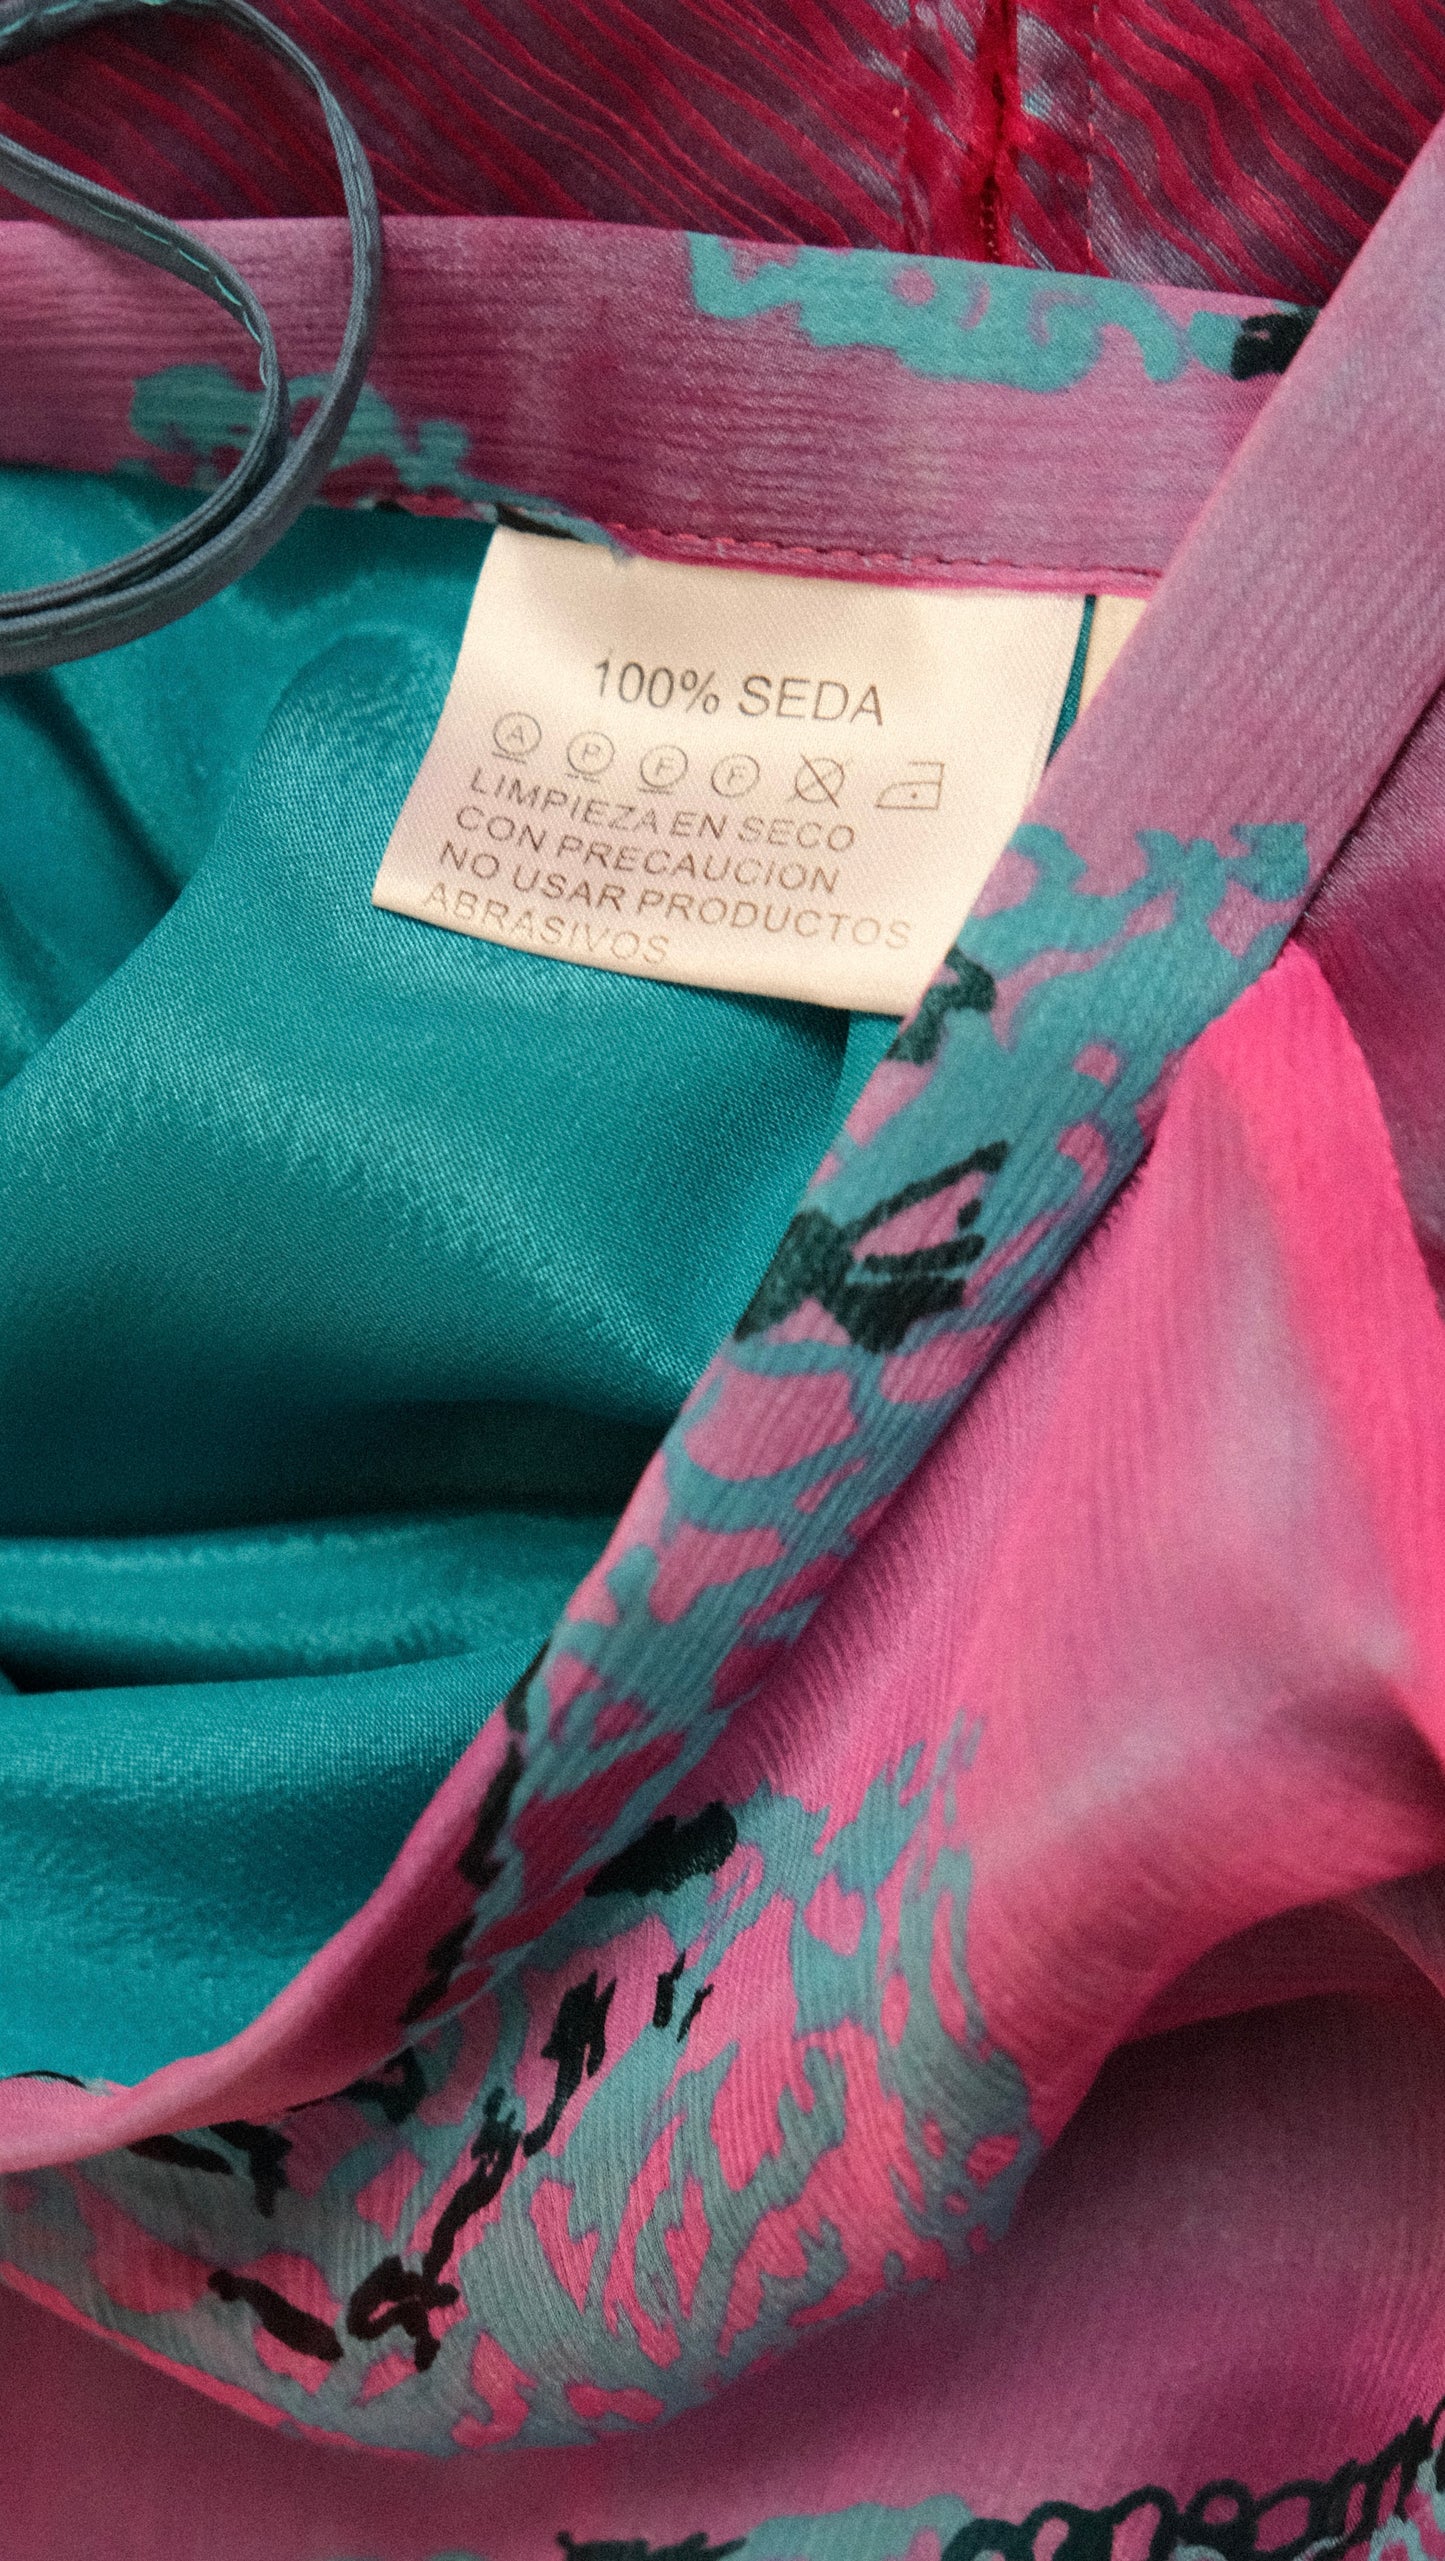 100% SEDA
A P F F
LIMPIEZA EN SECO
CON PRECAUCION
NO USAR PRODUCTOS
ABRASIVOS